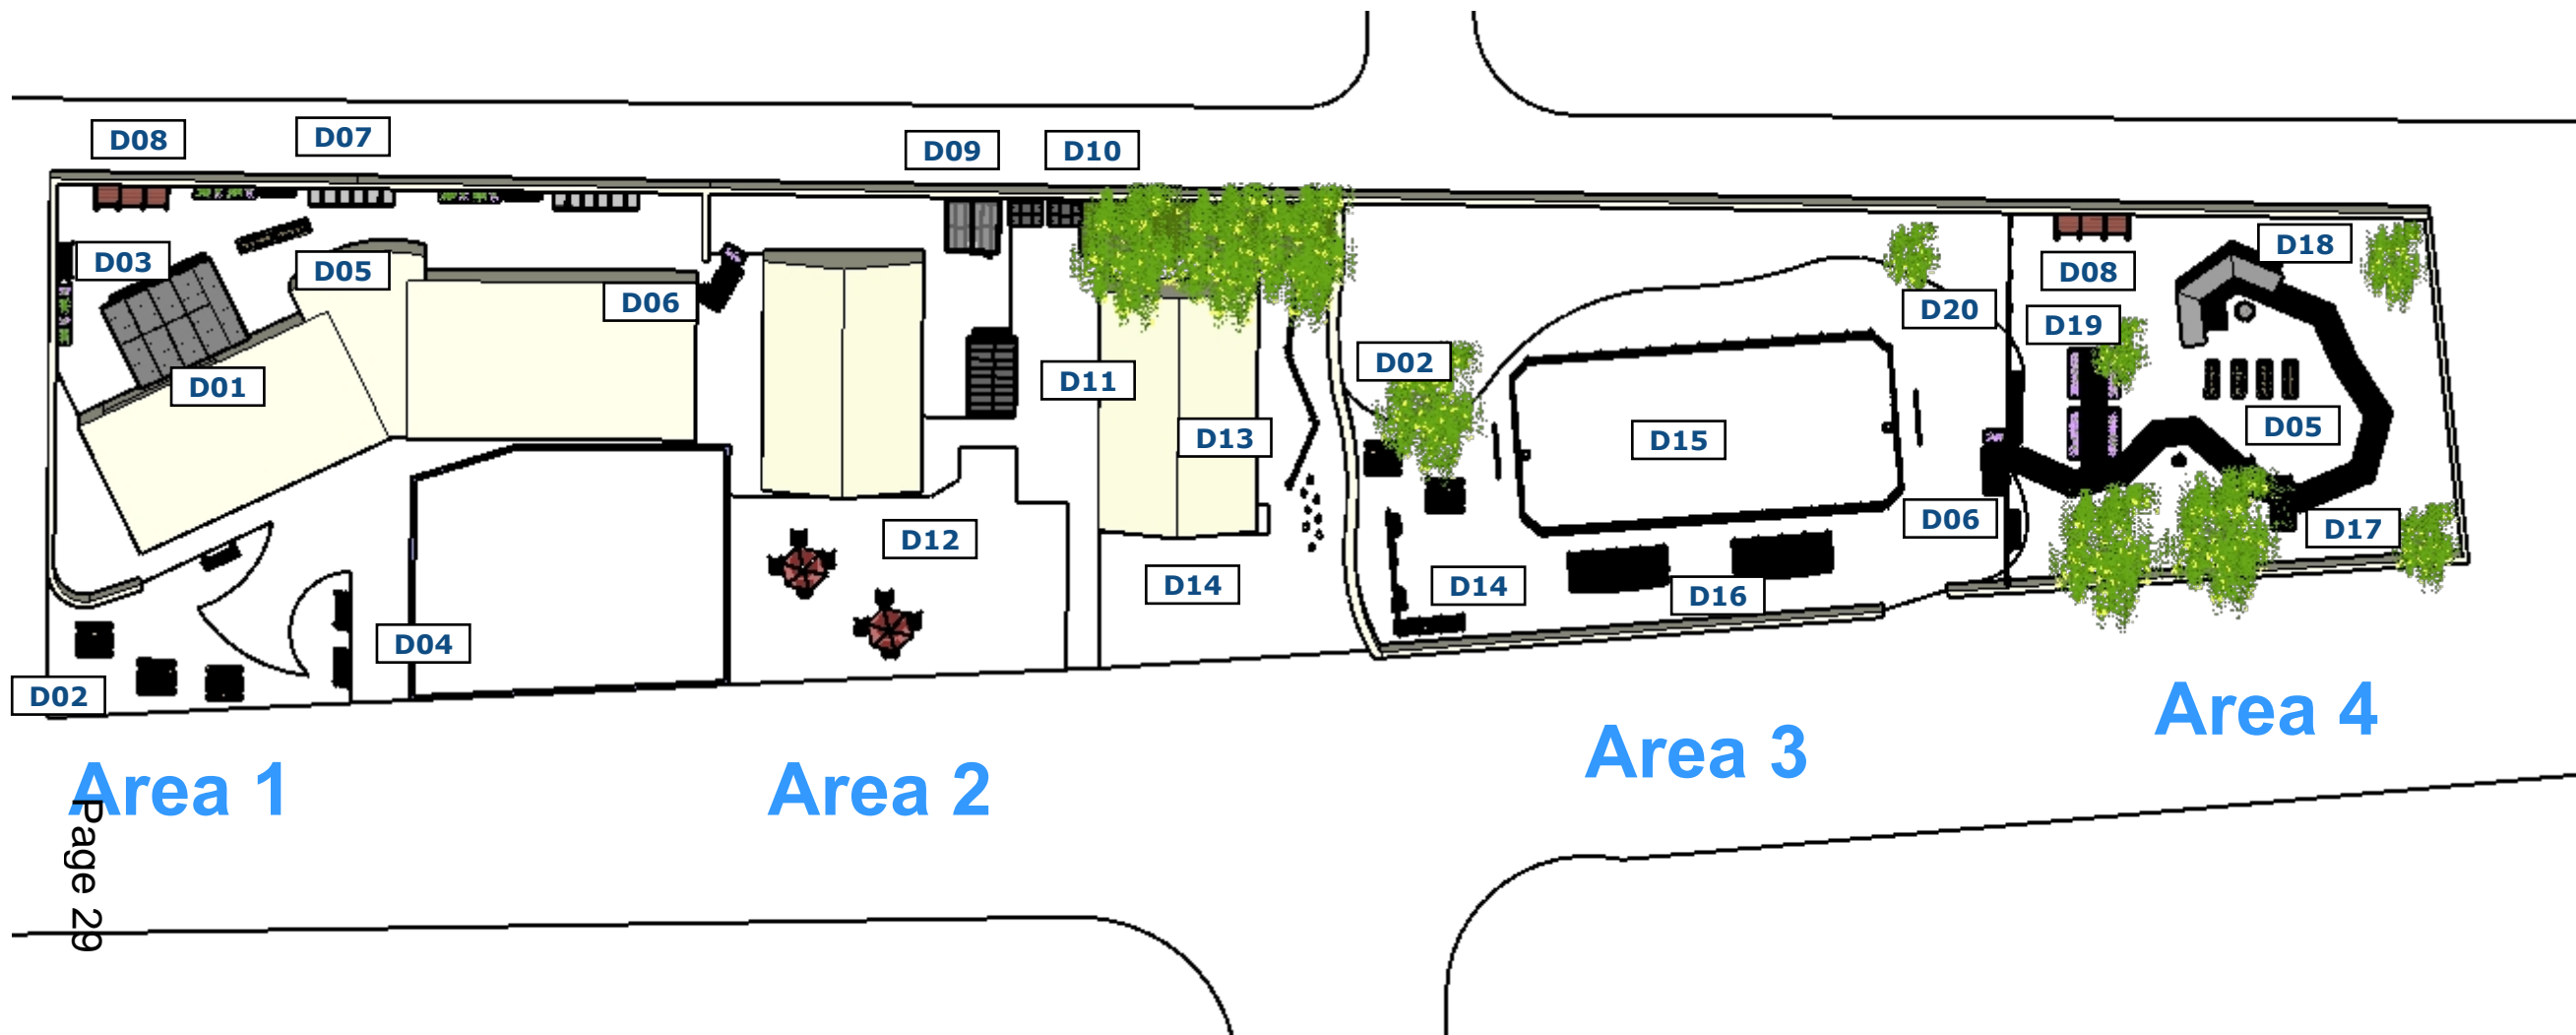 D08
D07
D09
D10
D03
D05
D06
D01
D11
D13
D02
D15
D20
D08
D18
D19
D05
D12
D14
D14
D16
D06
D17
D04
D02
Area 1
Area 2
Area 3
Area 4
Page 29